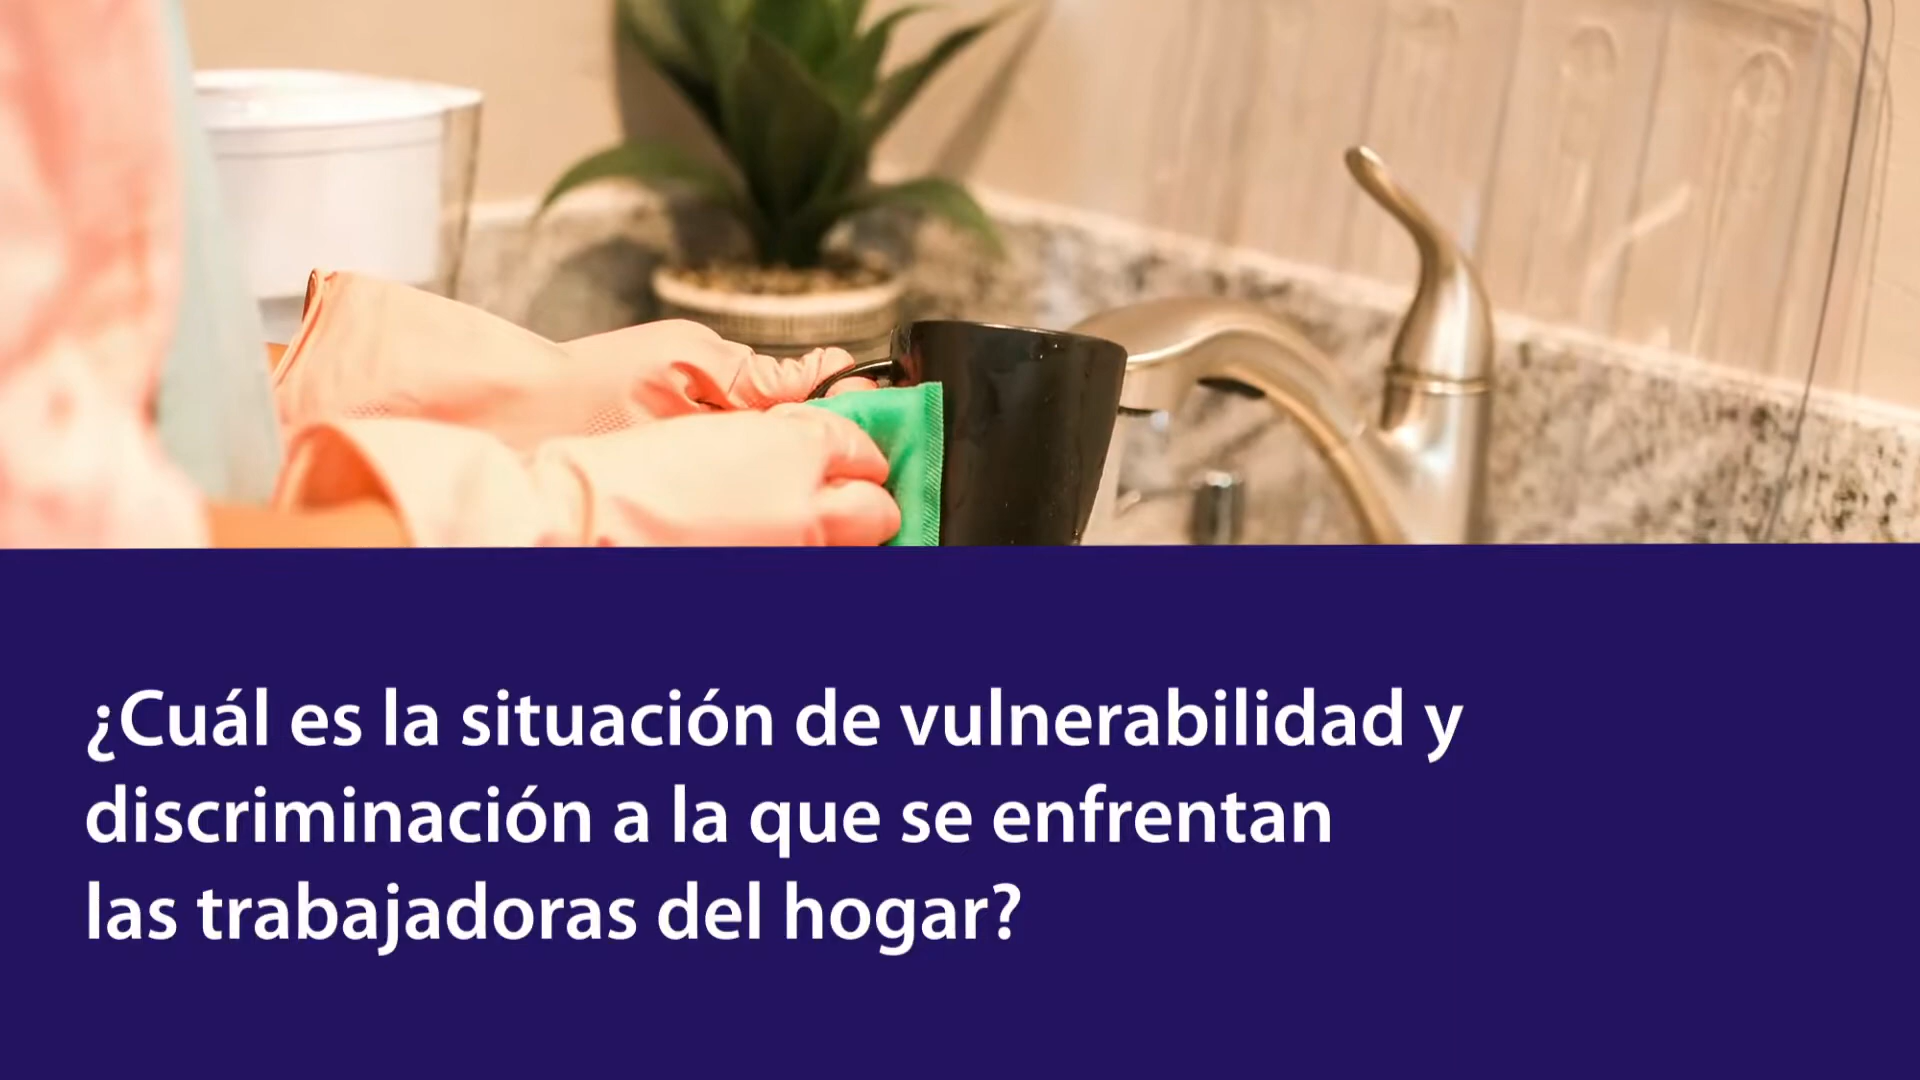 ¿Cuál es la situación de vulnerabilidad y
discriminación a la que se enfrentan
las trabajadoras del hogar?